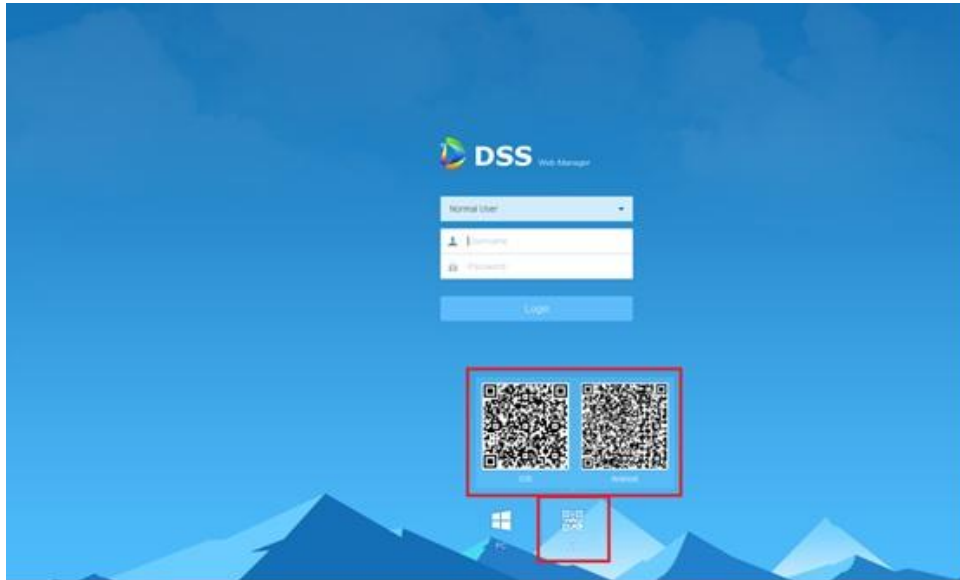 DSS Web Manager
Normal User
Username
Password
Login
IOS Android
PC